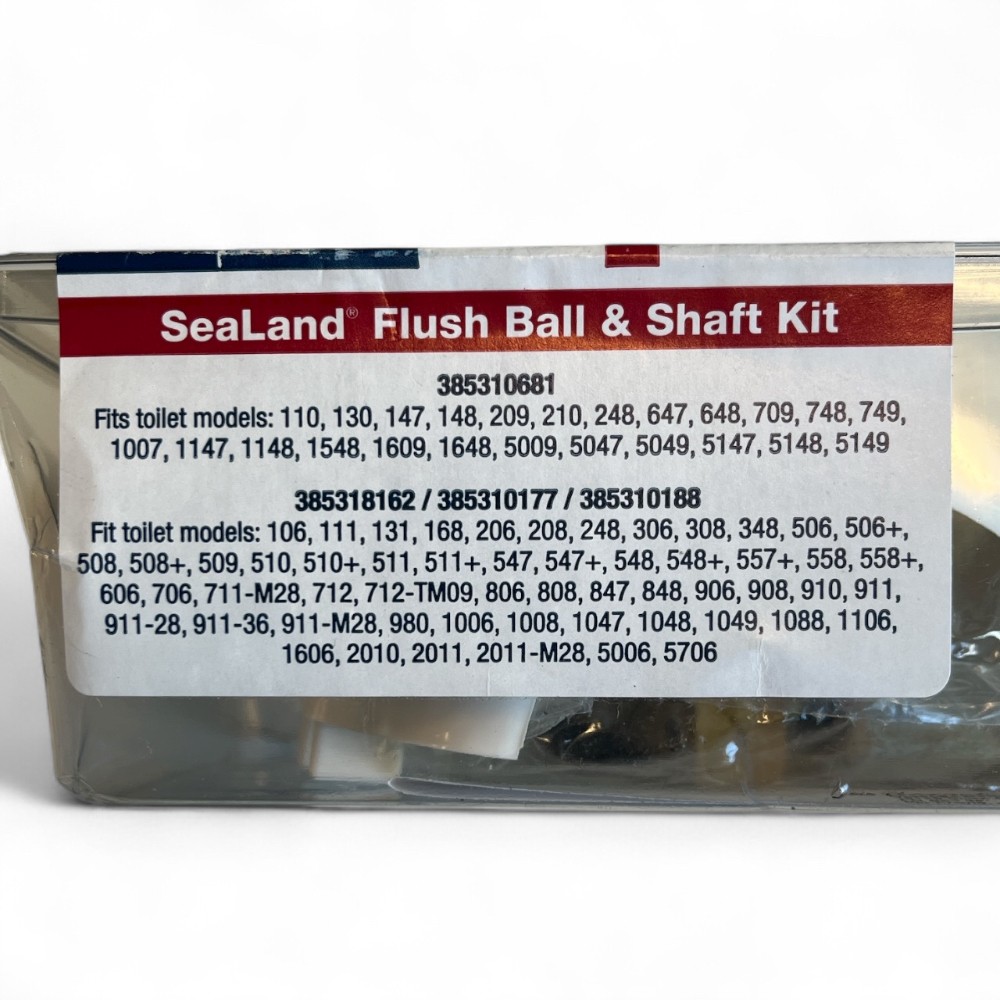 SeaLand® Flush Ball & Shaft Kit
385310681
Fits toilet models: 110, 130, 147, 148, 209, 210, 248, 647, 648, 709, 748, 749,
1007, 1147, 1148, 1548, 1609, 1648, 5009, 5047, 5049, 5147, 5148, 5149
385318162 / 385310177 / 385310188
Fit toilet models: 106, 111, 131, 168, 206, 208, 248, 306, 308, 348, 506, 506+,
508, 508+, 509, 510, 510+, 511, 511+, 547, 547+, 548, 548+, 557+, 558, 558+,
606, 706, 711-M28, 712, 712-TM09, 806, 808, 847, 848, 906, 908, 910, 911,
911-28, 911-36, 911-M28, 980, 1006, 1008, 1047, 1048, 1049, 1088, 1106,
1606, 2010, 2011, 2011-M28, 5006, 5706